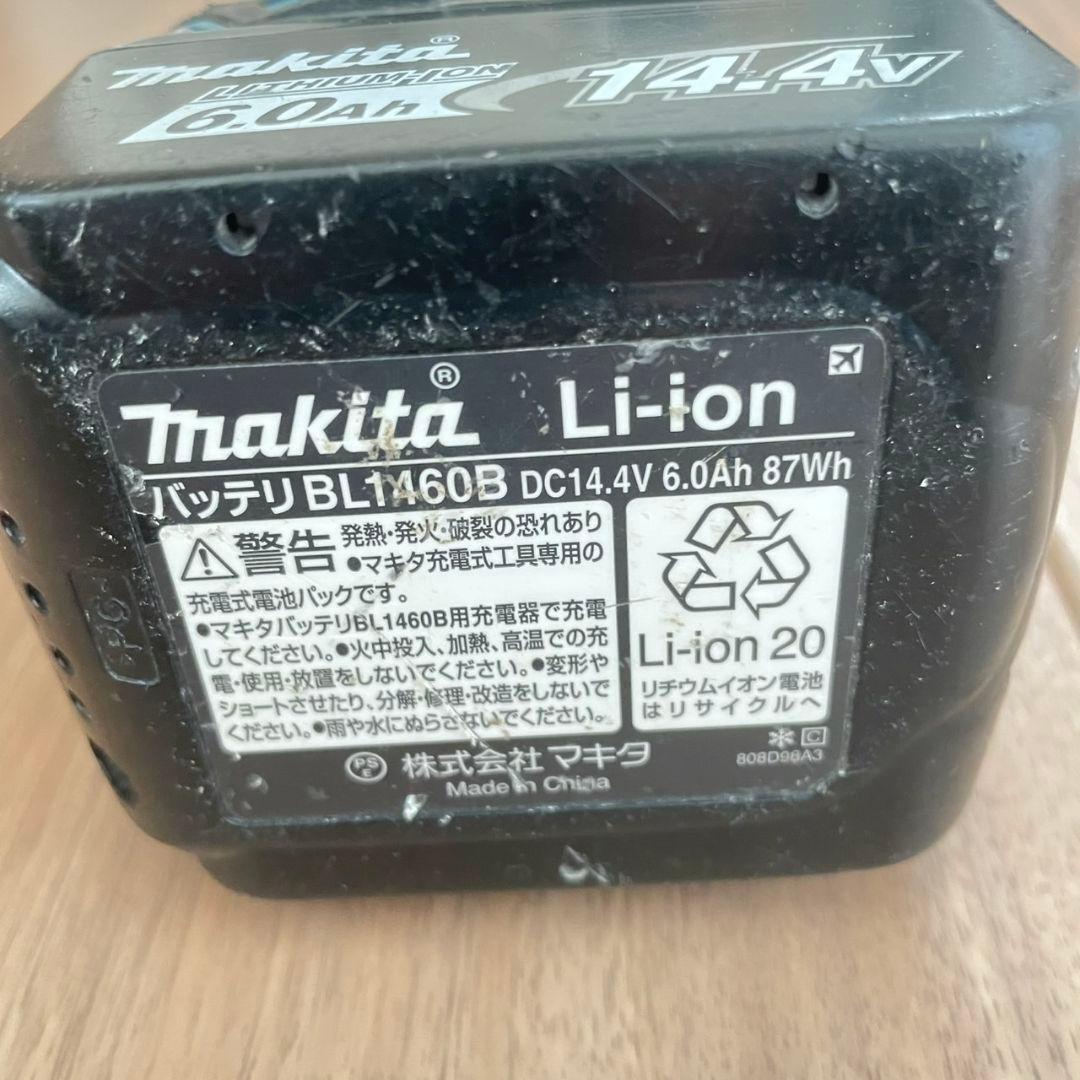 makita®
LITHIUM-ION
6.0Ah
14.4V
makita®
Li-ion
バッテリBL1460B DC14.4V 6.0Ah 87Wh
警告 発熱・発火・破裂の恐れあり
●マキタ充電式工具専用の
充電式電池パックです。
●マキタバッテリBL1460B用充電器で充電
してください。●火中投入、加熱、高温での充
電・使用・放置をしないでください。●変形や
ショートさせたり、分解・修理・改造をしないで
ください。●雨や水にぬらさないでください。
Li-ion 20
リチウムイオン電池
はリサイクルへ
PSE 株式会社マキタ
Made in China
C
808D98A3
>PC